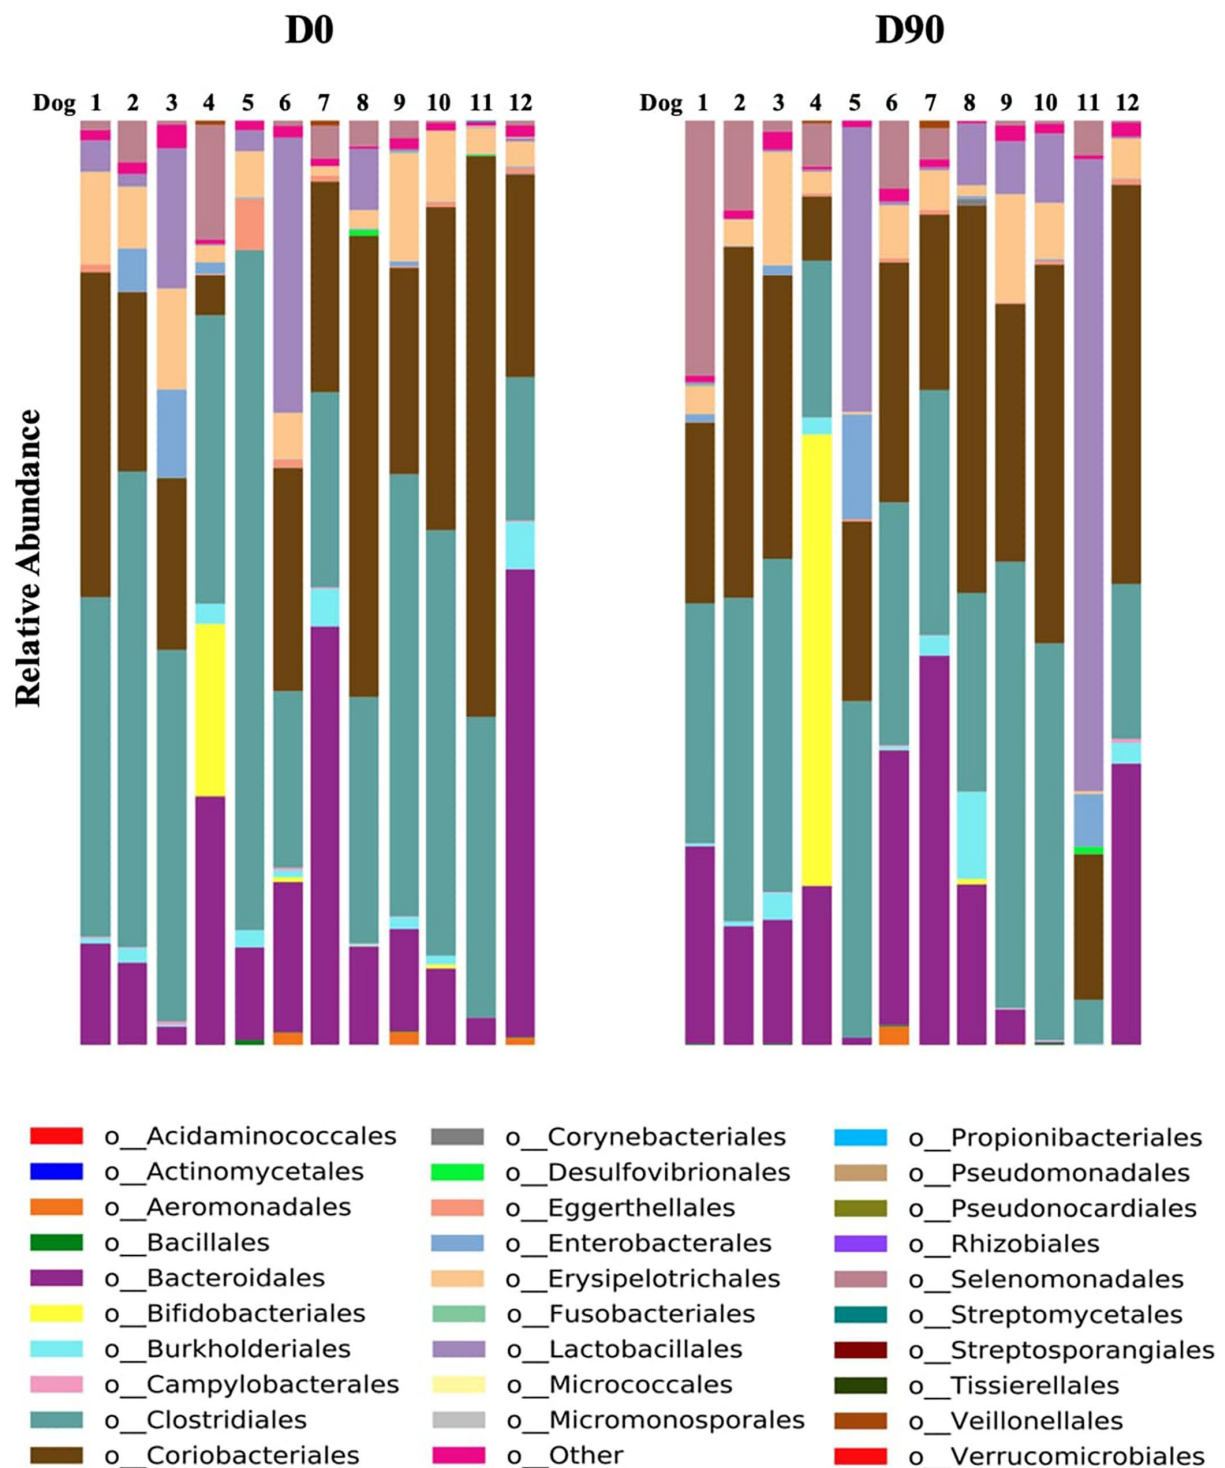 D0 D90
Dog 1 2 3 4 5 6 7 8 9 10 11 12 Dog 1 2 3 4 5 6 7 8 9 10 11 12
Relative Abundance
o__Acidaminococcales o__Corynebacteriales o__Propionibacteriales
o__Actinomycetales o__Desulfovibrionales o__Pseudomonadales
o__Aeromonadales o__Eggerthellales o__Pseudonocardiales
o__Bacillales o__Enterobacterales o__Rhizobiales
o__Bacteroidales o__Erysipelotrichales o__Selenomonadales
o__Bifidobacteriales o__Fusobacteriales o__Streptomycetales
o__Burkholderiales o__Lactobacillales o__Streptosporangiales
o__Campylobacterales o__Micrococcales o__Tissierellales
o__Clostridiales o__Micromonosporales o__Veillonellales
o__Coriobacteriales o__Other o__Verrucomicrobiales